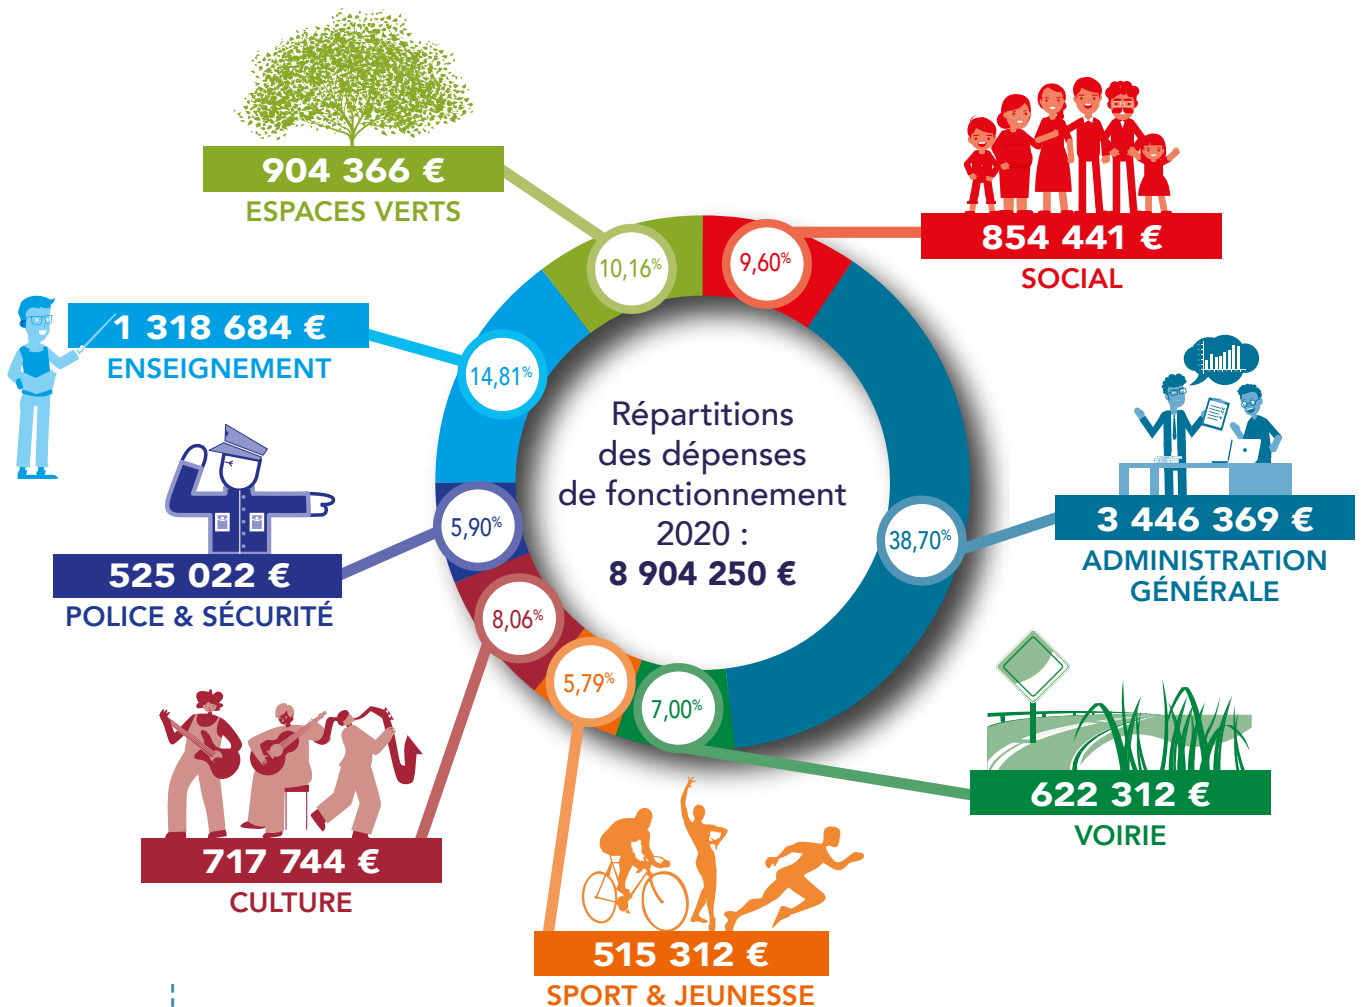 904 366 €
ESPACES VERTS
10,16%
854 441 €
SOCIAL
9,60%
1 318 684 €
ENSEIGNEMENT
14,81%
Répartitions
des dépenses
de fonctionnement
2020 :
8 904 250 €
3 446 369 €
ADMINISTRATION
GÉNÉRALE
38,70%
525 022 €
POLICE & SÉCURITÉ
5,90%
717 744 €
CULTURE
8,06%
515 312 €
SPORT & JEUNESSE
5,79%
622 312 €
VOIRIE
7,00%